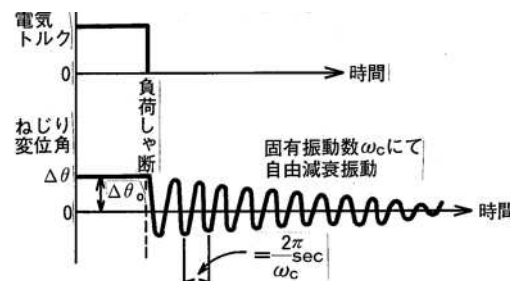 電気
トルク
0
時間
負荷しゃ断
ねじり
変位角
固有振動数ωcにて
自由減衰振動
Δθ
Δθ₀
0
時間
=2π/ωc sec